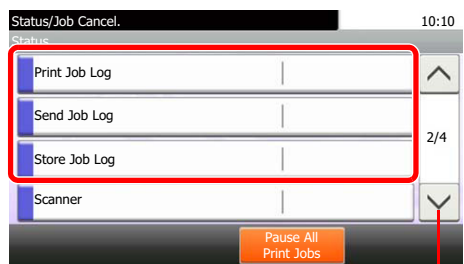 Status/Job Cancel. 10:10
Status
Print Job Log
Send Job Log
2/4
Store Job Log
Scanner
Pause All
Print Jobs